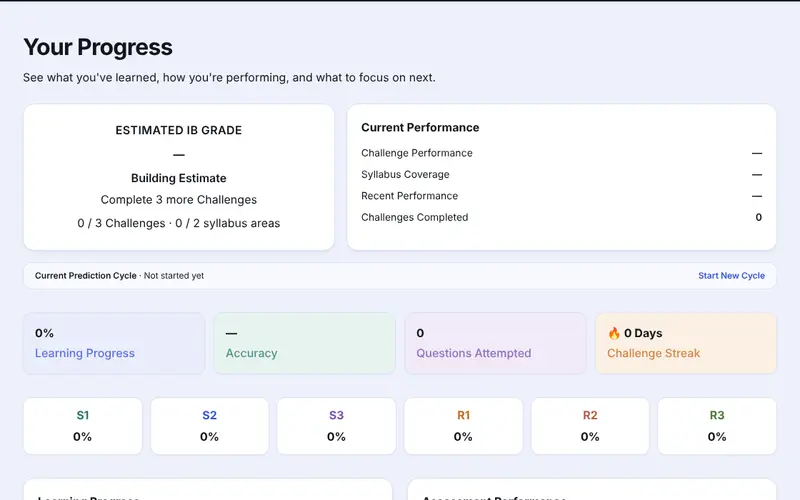 Your Progress
See what you've learned, how you're performing, and what to focus on next.
ESTIMATED IB GRADE
—
Building Estimate
Complete 3 more Challenges
0 / 3 Challenges · 0 / 2 syllabus areas
Current Performance
Challenge Performance —
Syllabus Coverage —
Recent Performance —
Challenges Completed 0
Current Prediction Cycle · Not started yet
Start New Cycle
0%
Learning Progress
—
Accuracy
0
Questions Attempted
🔥 0 Days
Challenge Streak
S1
0%
S2
0%
S3
0%
R1
0%
R2
0%
R3
0%
Learning Progress
Assessment Performance